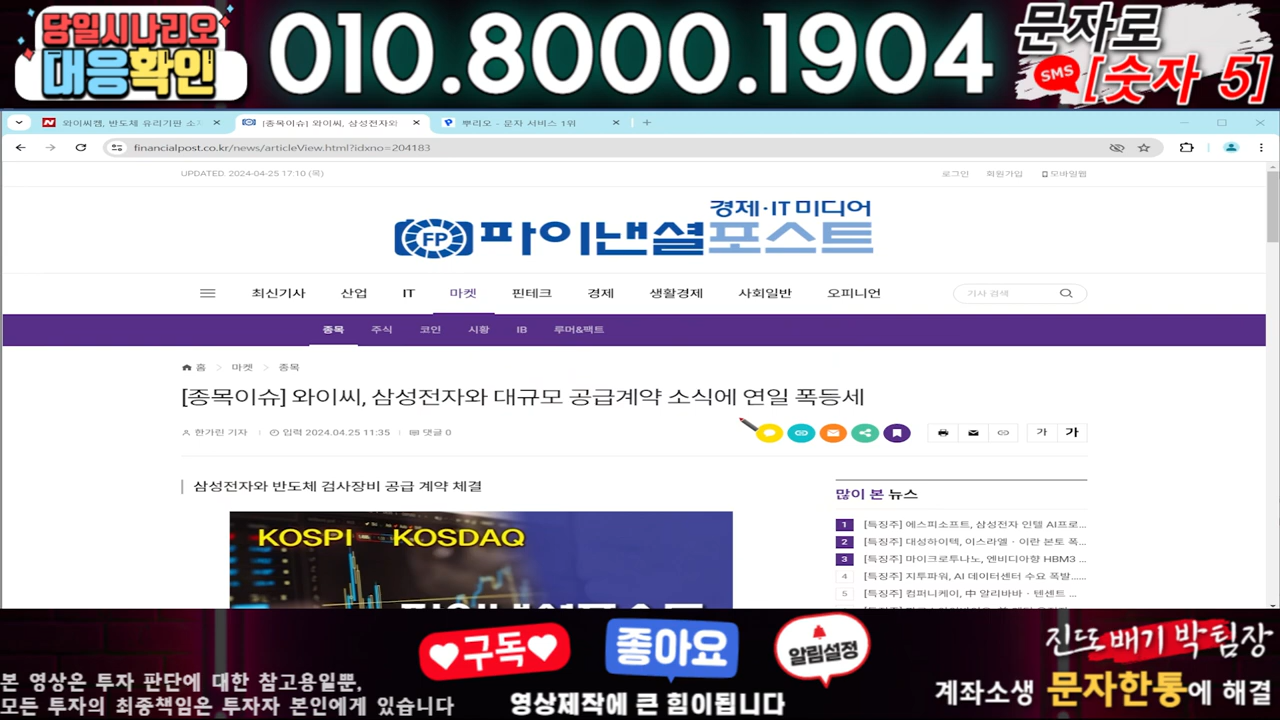 당일시나리오
대응확인
010.8000.1904
문자로
SMS
[숫자 5]
와이씨켐, 반도체 유리기판 소
[종목이슈] 와이씨, 삼성전자와
뿌리오 - 문자 서비스 1위
financialpost.co.kr/news/articleView.html?idxno=204183
UPDATED. 2024-04-25 17:10 (목)
로그인
회원가입
모바일웹
경제·IT미디어
FP 파이낸셜포스트
최신기사
산업
IT
마켓
핀테크
경제
생활경제
사회일반
오피니언
기사 검색
종목
주식
코인
시황
IB
루머&팩트
홈 > 마켓 > 종목
[종목이슈] 와이씨, 삼성전자와 대규모 공급계약 소식에 연일 폭등세
한가린 기자
입력 2024.04.25 11:35
댓글 0
가
가
삼성전자와 반도체 검사장비 공급 계약 체결
KOSPI
KOSDAQ
많이 본 뉴스
1 [특징주] 에스피소프트, 삼성전자 인텔 AI프로...
2 [특징주] 대성하이텍, 이스라엘·이란 본토 폭...
3 [특징주] 마이크로투나노, 엔비디아향 HBM3 ...
4 [특징주] 지투파워, AI 데이터센터 수요 폭발......
5 [특징주] 컴퍼니케이, 中 알리바바·텐센트 ...
구독
좋아요
알림설정
영상제작에 큰 힘이됩니다
본 영상은 투자 판단에 대한 참고용일뿐,
모든 투자의 최종책임은 투자자 본인에게 있습니다
진또배기 박팀장
계좌소생 문자한통에 해결